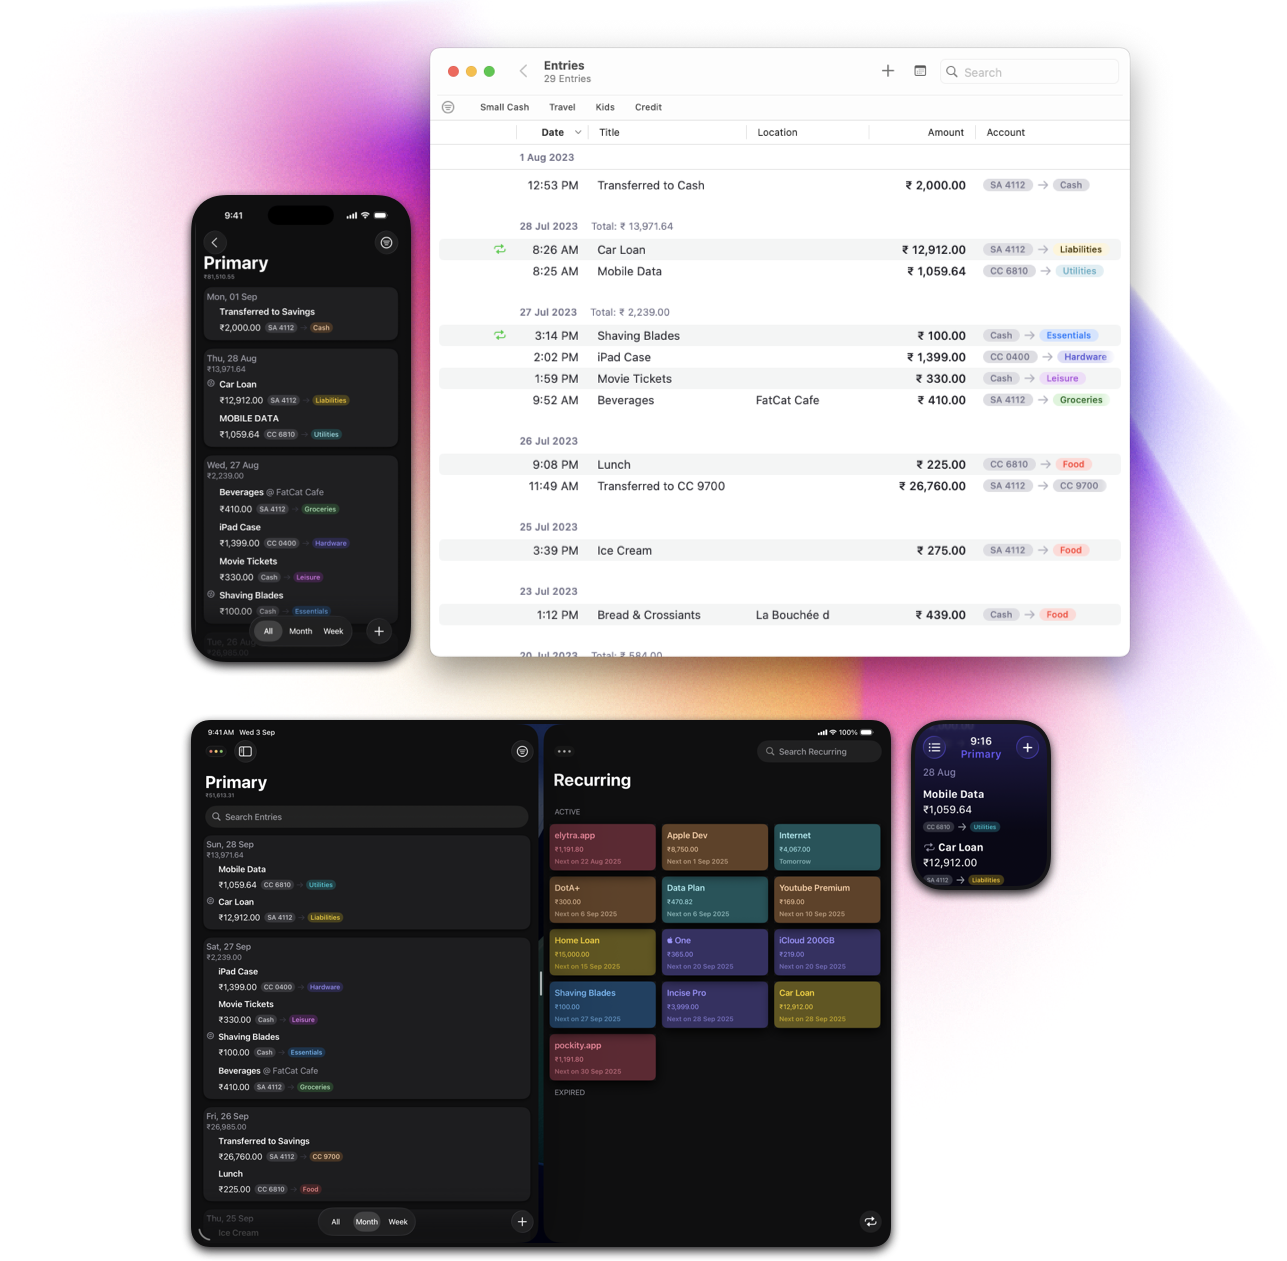 Entries
29 Entries
Search
Small Cash Travel Kids Credit
Date Title Location Amount Account
1 Aug 2023
12:53 PM Transferred to Cash ₹ 2,000.00 SA 4112 → Cash
28 Jul 2023 Total: ₹ 13,971.64
8:26 AM Car Loan ₹ 12,912.00 SA 4112 → Liabilities
8:25 AM Mobile Data ₹ 1,059.64 CC 6810 → Utilities
27 Jul 2023 Total: ₹ 2,239.00
3:14 PM Shaving Blades ₹ 100.00 Cash → Essentials
2:02 PM iPad Case ₹ 1,399.00 CC 0400 → Hardware
1:59 PM Movie Tickets ₹ 330.00 Cash → Leisure
9:52 AM Beverages FatCat Cafe ₹ 410.00 SA 4112 → Groceries
26 Jul 2023
9:08 PM Lunch ₹ 225.00 CC 6810 → Food
11:49 AM Transferred to CC 9700 ₹ 26,760.00 SA 4112 → CC 9700
25 Jul 2023
3:39 PM Ice Cream ₹ 275.00 SA 4112 → Food
23 Jul 2023
1:12 PM Bread & Crossiants La Bouchée d ₹ 439.00 Cash → Food
20 Jul 2023 Total: ₹ 584.00
9:41
Primary
₹81,510.55
Mon, 01 Sep
Transferred to Savings
₹2,000.00 SA 4112 → Cash
Thu, 28 Aug
₹13,971.64
Car Loan
₹12,912.00 SA 4112 → Liabilities
MOBILE DATA
₹1,059.64 CC 6810 → Utilities
Wed, 27 Aug
₹2,239.00
Beverages @ FatCat Cafe
₹410.00 SA 4112 → Groceries
iPad Case
₹1,399.00 CC 0400 → Hardware
Movie Tickets
₹330.00 Cash → Leisure
Shaving Blades
₹100.00 Cash → Essentials
All Month Week
Tue, 26 Aug
₹26,985.00
9:41 AM Wed 3 Sep
Primary
₹51,613.31
Search Entries
Sun, 28 Sep
₹13,971.64
Mobile Data
₹1,059.64 CC 6810 → Utilities
Car Loan
₹12,912.00 SA 4112 → Liabilities
Sat, 27 Sep
₹2,239.00
iPad Case
₹1,399.00 CC 0400 → Hardware
Movie Tickets
₹330.00 Cash → Leisure
Shaving Blades
₹100.00 Cash → Essentials
Beverages @ FatCat Cafe
₹410.00 SA 4112 → Groceries
Fri, 26 Sep
₹26,985.00
Transferred to Savings
₹26,760.00 SA 4112 → CC 9700
Lunch
₹225.00 CC 6810 → Food
Thu, 25 Sep
Ice Cream
All Month Week
100%
Search Recurring
Recurring
ACTIVE
elytra.app
₹1,191.80
Next on 22 Aug 2025
Apple Dev
₹8,750.00
Next on 1 Sep 2025
Internet
₹4,067.00
Tomorrow
DotA+
₹300.00
Next on 6 Sep 2025
Data Plan
₹470.82
Next on 6 Sep 2025
Youtube Premium
₹169.00
Next on 10 Sep 2025
Home Loan
₹15,000.00
Next on 15 Sep 2025
One
₹365.00
Next on 20 Sep 2025
iCloud 200GB
₹219.00
Next on 20 Sep 2025
Shaving Blades
₹100.00
Next on 27 Sep 2025
Incise Pro
₹3,999.00
Next on 28 Sep 2025
Car Loan
₹12,912.00
Next on 28 Sep 2025
pockity.app
₹1,191.80
Next on 30 Sep 2025
EXPIRED
9:16
Primary
28 Aug
Mobile Data
₹1,059.64
CC 6810 → Utilities
Car Loan
₹12,912.00
SA 4112 → Liabilities